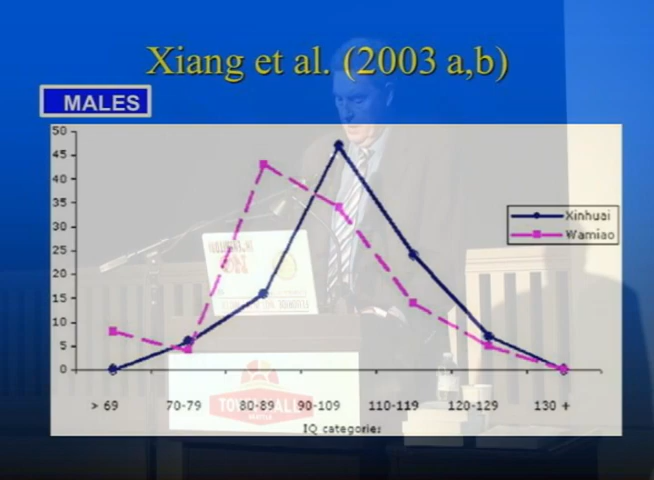 Xiang et al. (2003 a,b)
MALES
50
45
40
35
30
25
20
15
10
5
0
Xinhuai
Wamiao
> 69 70-79 80-89 90-109 110-119 120-129 130 +
IQ categories